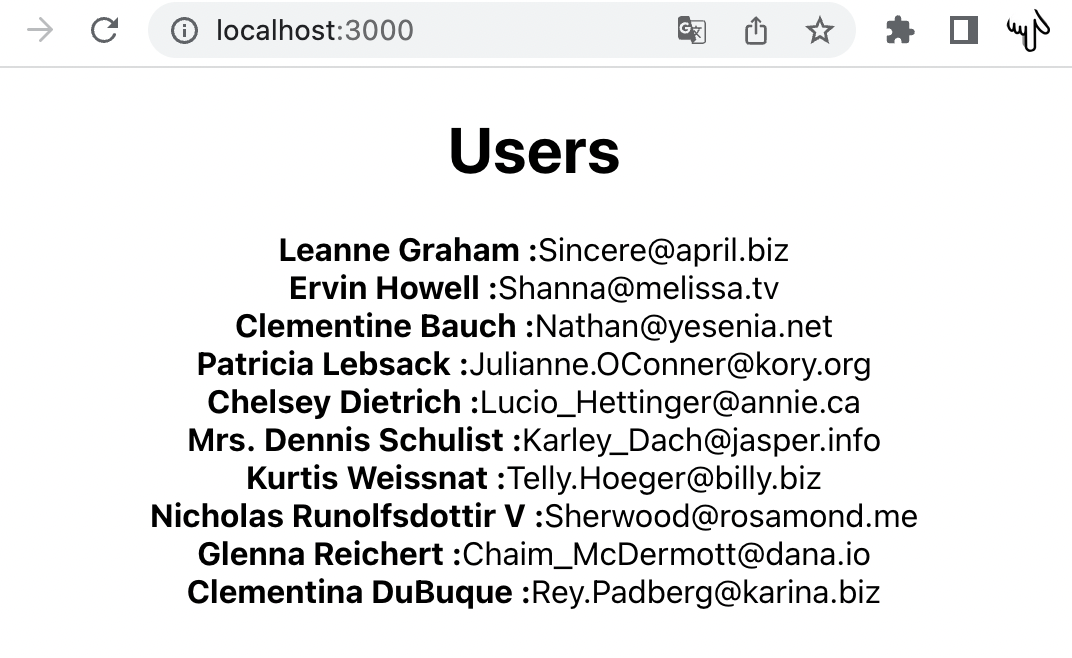 localhost:3000
Users
Leanne Graham :Sincere@april.biz
Ervin Howell :Shanna@melissa.tv
Clementine Bauch :Nathan@yesenia.net
Patricia Lebsack :Julianne.OConner@kory.org
Chelsey Dietrich :Lucio_Hettinger@annie.ca
Mrs. Dennis Schulist :Karley_Dach@jasper.info
Kurtis Weissnat :Telly.Hoeger@billy.biz
Nicholas Runolfsdottir V :Sherwood@rosamond.me
Glenna Reichert :Chaim_McDermott@dana.io
Clementina DuBuque :Rey.Padberg@karina.biz